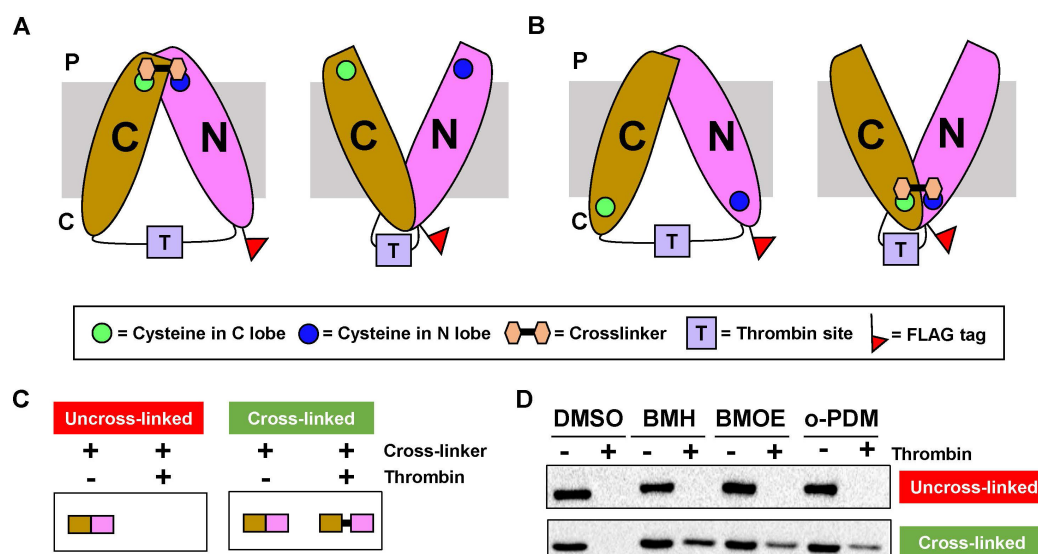 A
B
P
C
N
C
T
C
N
T
P
C
N
C
T
C
N
T
= Cysteine in C lobe
= Cysteine in N lobe
= Crosslinker
T = Thrombin site
= FLAG tag
C
Uncross-linked
Cross-linked
+ + + + Cross-linker
- + - + Thrombin
D
DMSO BMH BMOE o-PDM
- + - + - + - + Thrombin
Uncross-linked
Cross-linked